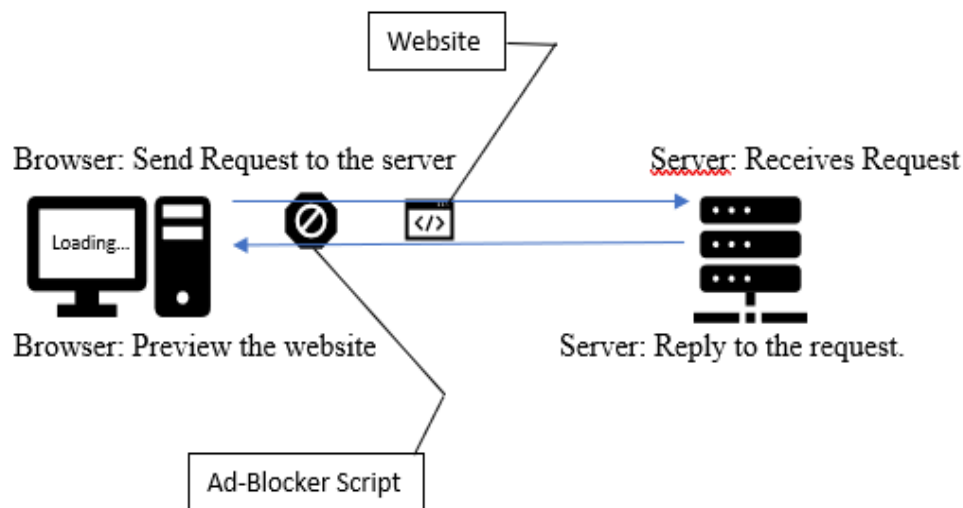 Website
Browser: Send Request to the server
Server: Receives Request
Loading...
</>
Browser: Preview the website
Server: Reply to the request.
Ad-Blocker Script